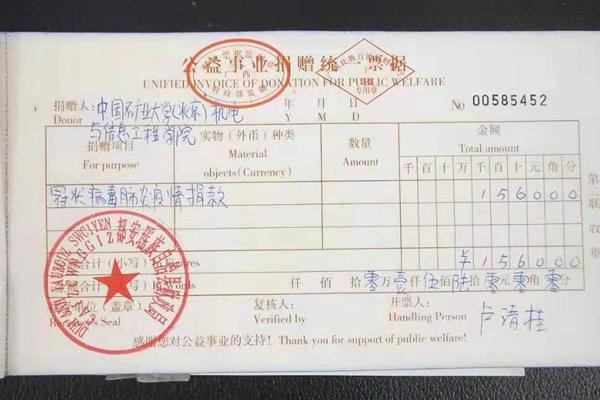 公益事业捐赠统一票据
UNIFIED INVOICE OF DONATION FOR PUBLIC WELFARE
捐赠人：中国矿业大学(北京)机电与信息工程学院 年 月 日 No 00585452
Donor Y M D
捐赠项目 实物（外币）种类 数量 金额
For purpose Material objects (Currency) Amount Total amount
千 百 十 万 千 百 十 元 角 分
冠状病毒肺炎疫情捐款 1 5 6 0 0 0
合计（小写） ¥ 1 5 6 0 0 0
合计（大写） 仟 佰 拾 零 万 壹 仟 伍 佰 陆 拾 零 元 零 角 零 分
单位（盖章） 复核人： 开票人：
Seal Verified by Handling Person 卢清桂
感谢您对公益事业的支持！Thank you for support of public welfare!